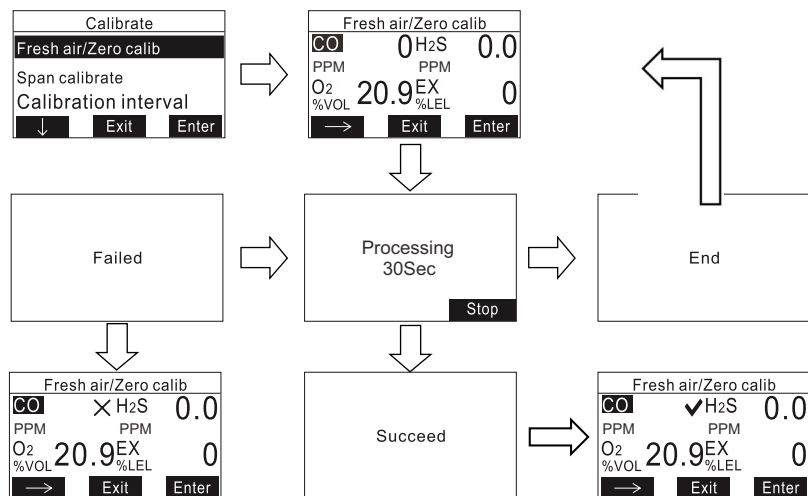 Calibrate
Fresh air/Zero calib
Span calibrate
Calibration interval
↓ Exit Enter
Fresh air/Zero calib
CO 0 H2S 0.0
PPM PPM
O2 %VOL 20.9 EX %LEL 0
→ Exit Enter
Failed
Processing
30Sec
Stop
End
Fresh air/Zero calib
CO ✕ H2S 0.0
PPM PPM
O2 %VOL 20.9 EX %LEL 0
→ Exit Enter
Succeed
Fresh air/Zero calib
CO ✔ H2S 0.0
PPM PPM
O2 %VOL 20.9 EX %LEL 0
→ Exit Enter